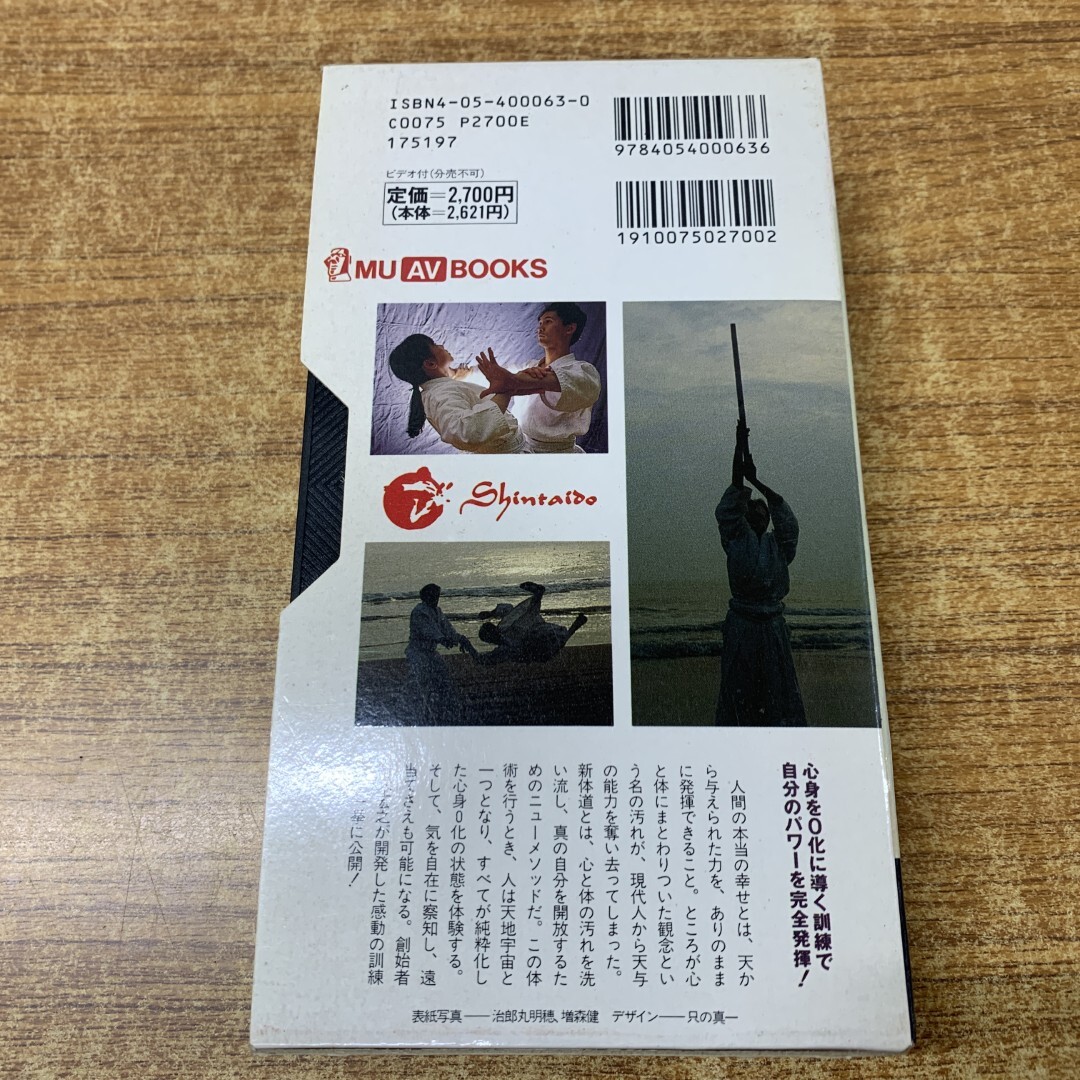 ISBN4-05-400063-0
C0075 P2700E
175197
9784054000636
ビデオ付(分売不可)
定価=2,700円
(本体=2,621円)
1910075027002
MU AV BOOKS
Shintaido
心身を0化に導く訓練で
自分のパワーを完全発揮!
人間の本当の幸せとは、天か
ら与えられた力を、ありのまま
に発揮できること。ところが心
と体にまとわりついた観念とい
う名の汚れが、現代人から天与
の能力を奪い去ってしまった。
新体道とは、心と体の汚れを洗
い流し、真の自分を開放するた
めのニューメソッドだ。この体
術を行うとき、人は天地宇宙と
一つとなり、すべてが純粋化し
た心身0化の状態を体験する。
そして、気を自在に察知し、遠
当てさえも可能になる。創始者
之が開発した感動の訓練
に公開!
表紙写真――治郎丸明穂、増森健 デザイン――只の真一